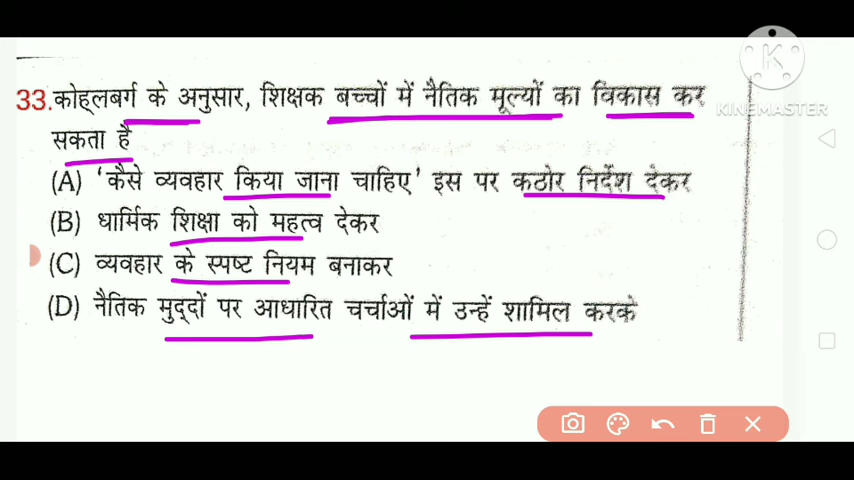 KINEMASTER
33. कोह्लबर्ग के अनुसार, शिक्षक बच्चों में नैतिक मूल्यों का विकास कर
सकता है
(A) 'कैसे व्यवहार किया जाना चाहिए' इस पर कठोर निर्देश देकर
(B) धार्मिक शिक्षा को महत्व देकर
(C) व्यवहार के स्पष्ट नियम बनाकर
(D) नैतिक मुद्दों पर आधारित चर्चाओं में उन्हें शामिल करके